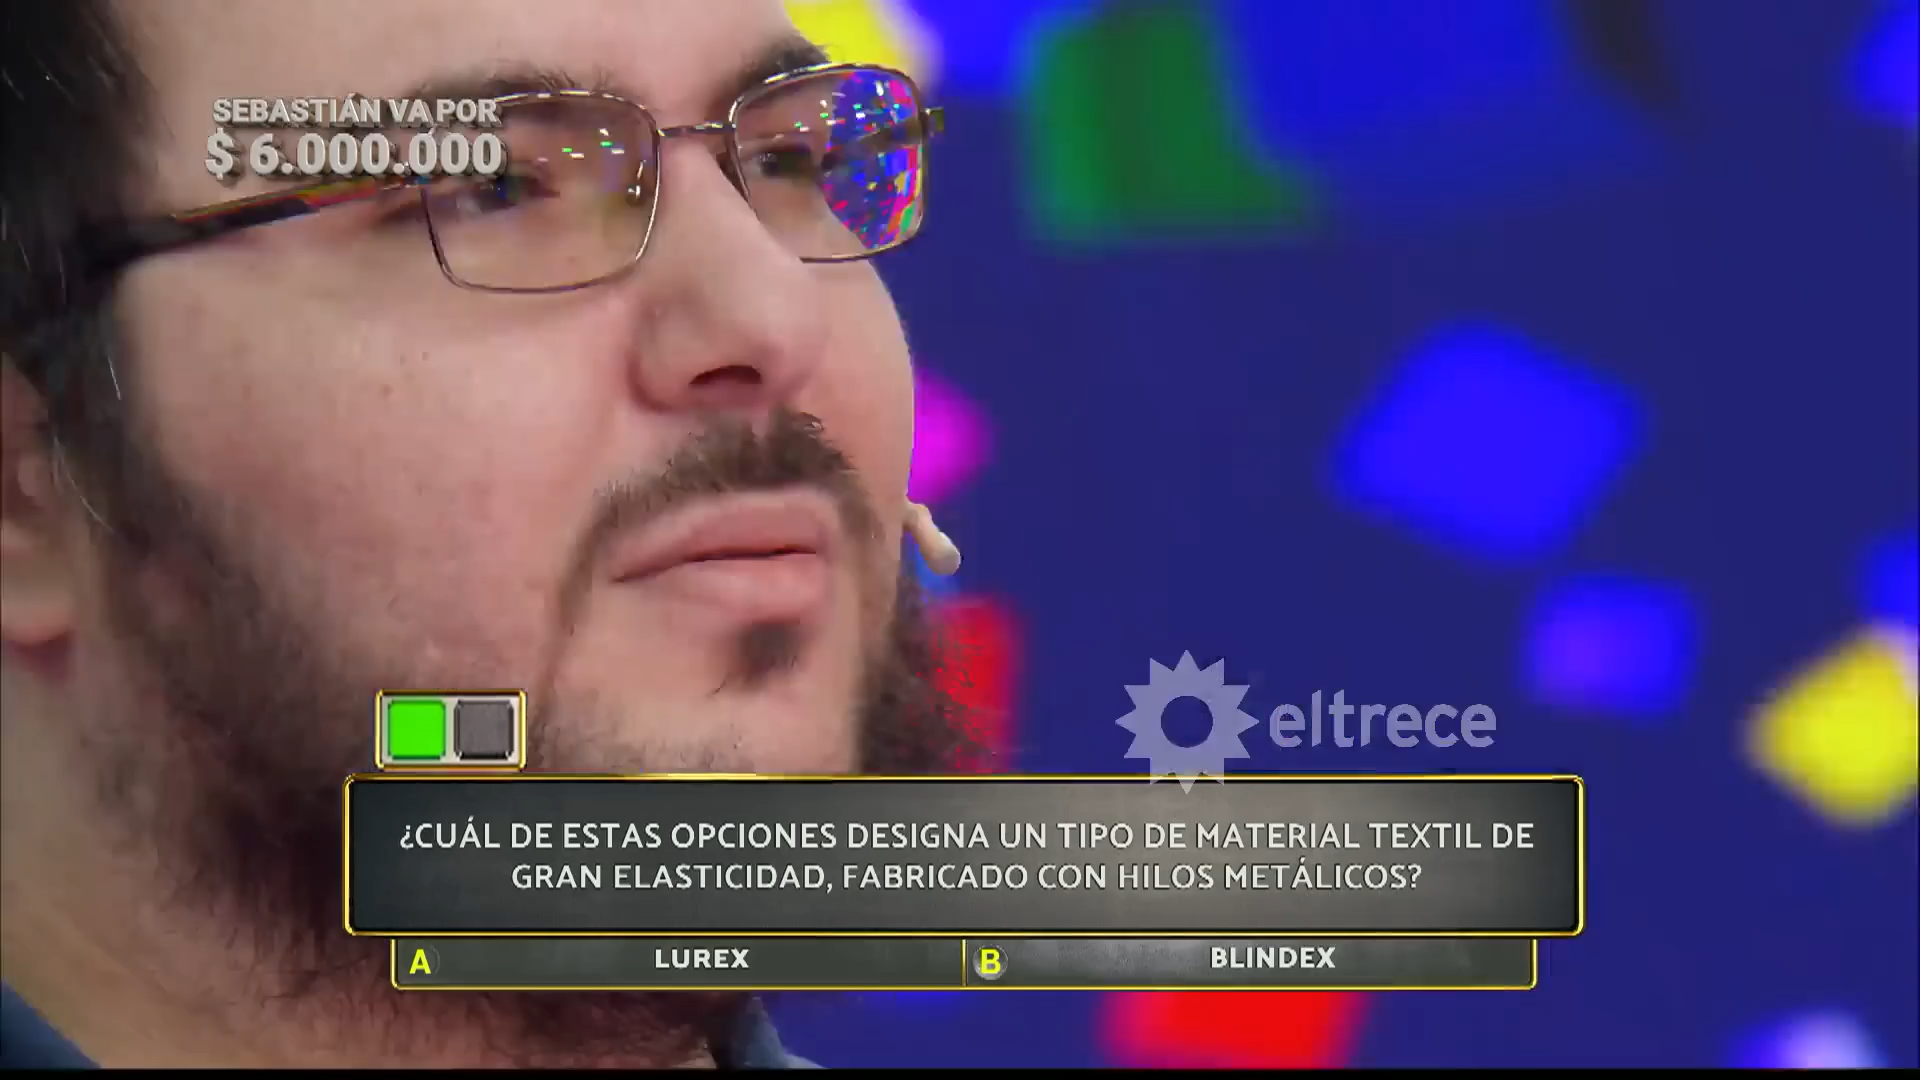 SEBASTIÁN VA POR
$ 6.000.000
eltrece
¿CUÁL DE ESTAS OPCIONES DESIGNA UN TIPO DE MATERIAL TEXTIL DE
GRAN ELASTICIDAD, FABRICADO CON HILOS METÁLICOS?
A LUREX
B BLINDEX